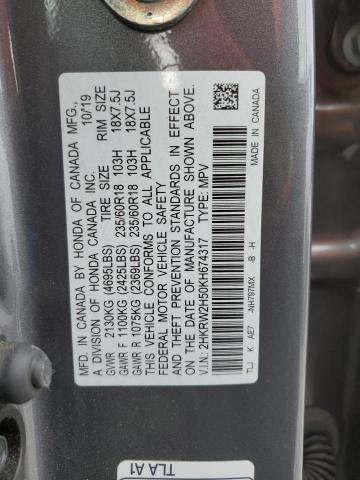 MFD. IN CANADA BY HONDA OF CANADA MFG.,
A DIVISION OF HONDA CANADA INC. 10/19
GVWR 2130KG (4695LBS) TIRE SIZE RIM SIZE
GAWR F 1100KG (2425LBS) 235/60R18 103H 18X7.5J
GAWR R 1075KG (2369LBS) 235/60R18 103H 18X7.5J
THIS VEHICLE CONFORMS TO ALL APPLICABLE
FEDERAL MOTOR VEHICLE SAFETY
AND THEFT PREVENTION STANDARDS IN EFFECT
ON THE DATE OF MANUFACTURE SHOWN ABOVE.
V.I.N.: 2HKRW2H50KH674317 TYPE: MPV
TLJ K AE7 -NH797MX -B -H
MADE IN CANADA
TLA A1